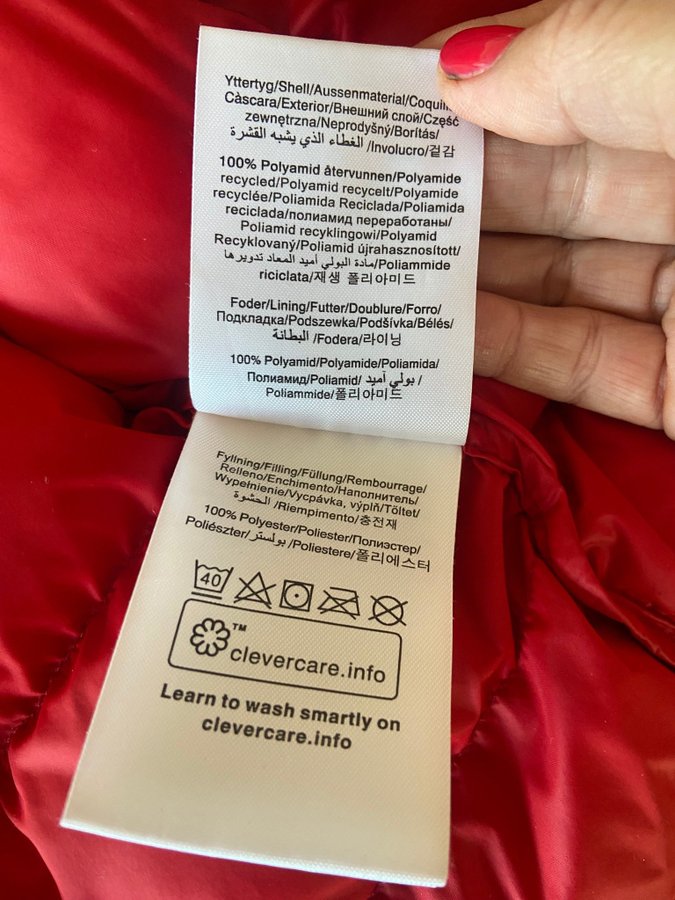 Yttertyg/Shell/Aussenmaterial/Coquille
Càscara/Exterior/Внешний слой/Część
zewnętrzna/Neprodyšný/Borítás/
الغطاء الذي يشبه القشرة /Involucro/겉감
100% Polyamid återvunnen/Polyamide
recycled/Polyamid recycelt/Polyamide
recyclée/Poliamida Reciclada/Poliamida
reciclada/полиамид переработаны/
Poliamid recyklingowi/Polyamid
Recyklovaný/Poliamid újrahasznosított/
مادة البولي أميد المعاد تدويرها/Poliammide
riciclata/재생 폴리아미드
Foder/Lining/Futter/Doublure/Forro/
Подкладка/Podszewka/Podšívka/Bélés/
البطانة /Fodera/라이닝
100% Polyamid/Polyamide/Poliamida/
Полиамид/Poliamid/ بولي أميد /
Poliammide/폴리아미드
Fyllning/Filling/Füllung/Rembourrage/
Relleno/Enchimento/Наполнитель/
Wypełnienie/Vycpávka, výplň/Töltet/
الحشوة /Riempimento/충전재
100% Polyester/Poliester/Полиэстер/
Poliészter/بولستر /Poliestere/폴리에스터
40
TM
clevercare.info
Learn to wash smartly on
clevercare.info